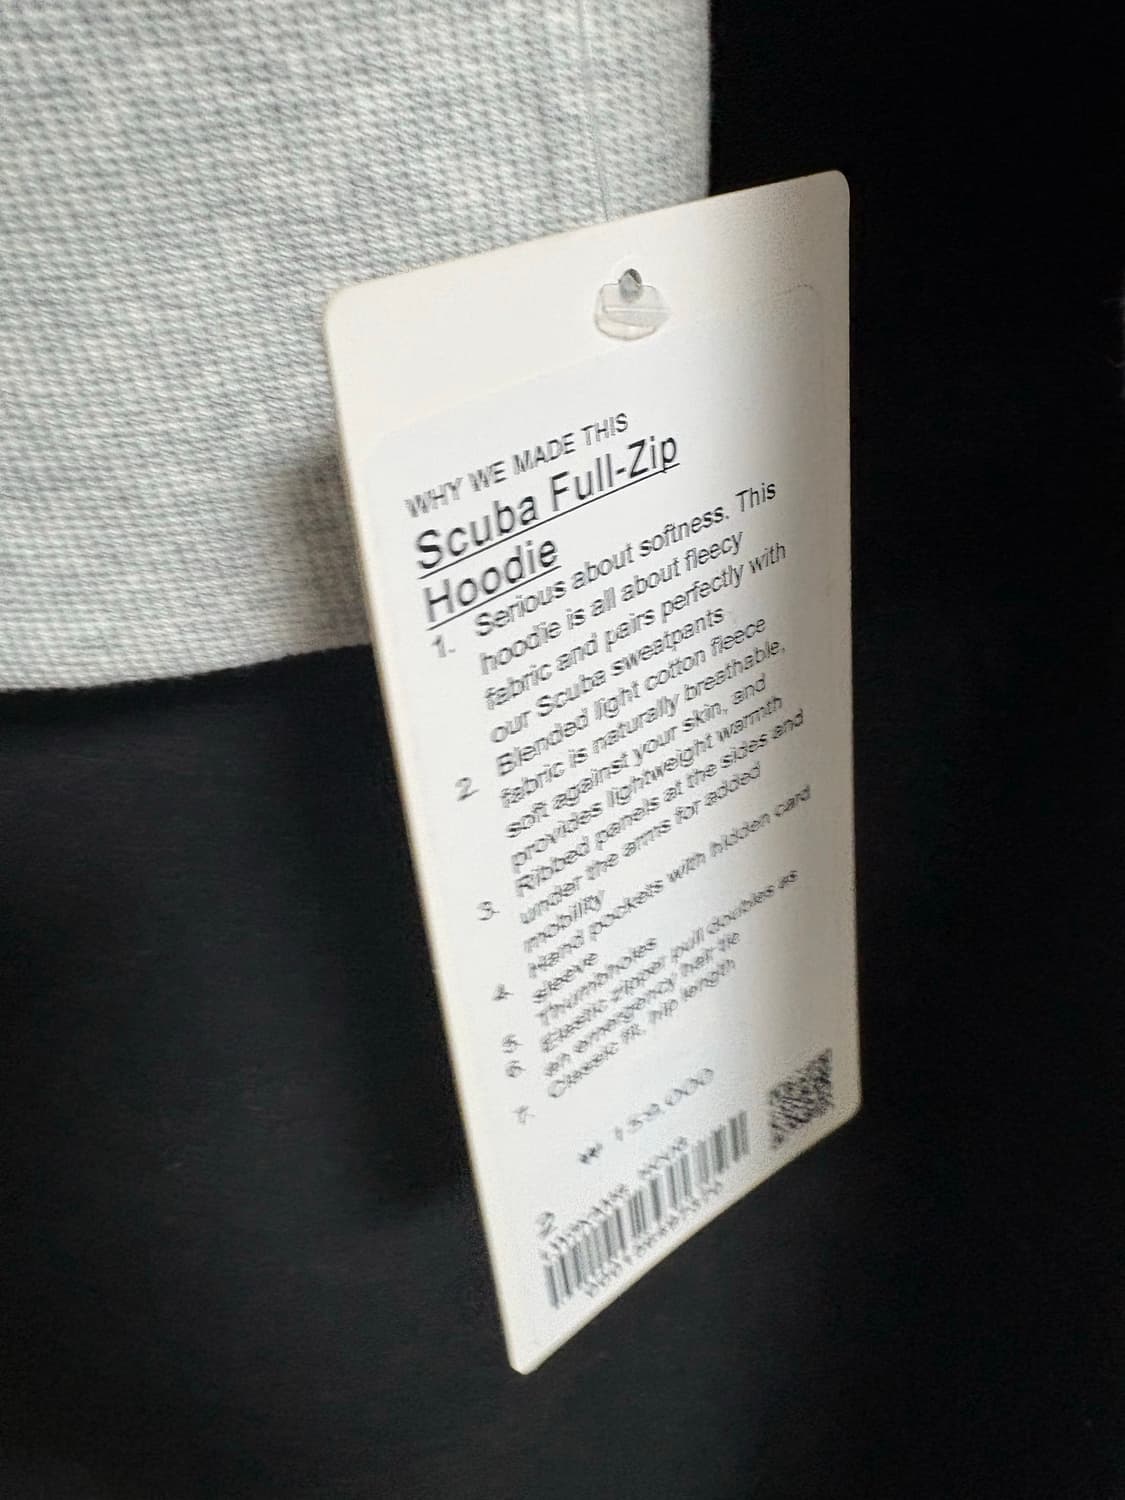 WHY WE MADE THIS
Scuba Full-Zip
Hoodie
1. Serious about softness. This
hoodie is all about fleecy
fabric and pairs perfectly with
our Scuba sweatpants
2. Blended light cotton fleece
fabric is naturally breathable,
soft against your skin, and
provides lightweight warmth
3. Ribbed panels at the sides and
under the arms for added
mobility
4. Hand pockets with hidden card
sleeve
5. Thumbholes
6. Elastic zipper pull doubles as
an emergency hair tie
7. Classic fit, hip length
₩ 159,000
2